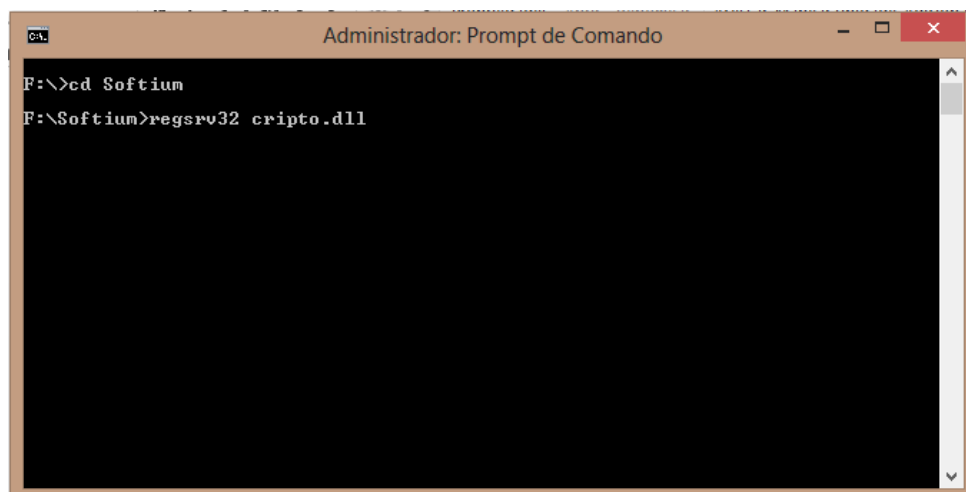 Administrador: Prompt de Comando
F:\>cd Softium
F:\Softium>regsrv32 cripto.dll